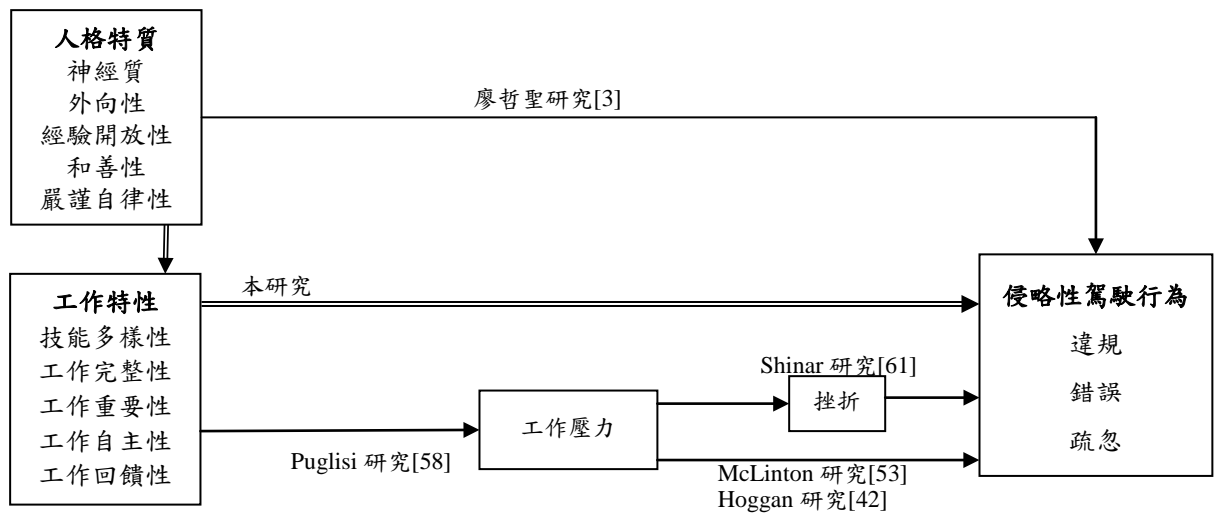 人格特質
神經質
外向性
經驗開放性
和善性
嚴謹自律性
廖哲聖研究[3]
工作特性
技能多樣性
工作完整性
工作重要性
工作自主性
工作回饋性
本研究
Puglisi 研究[58]
工作壓力
Shinar 研究[61]
挫折
McLinton 研究[53]
Hoggan 研究[42]
侵略性駕駛行為
違規
錯誤
疏忽